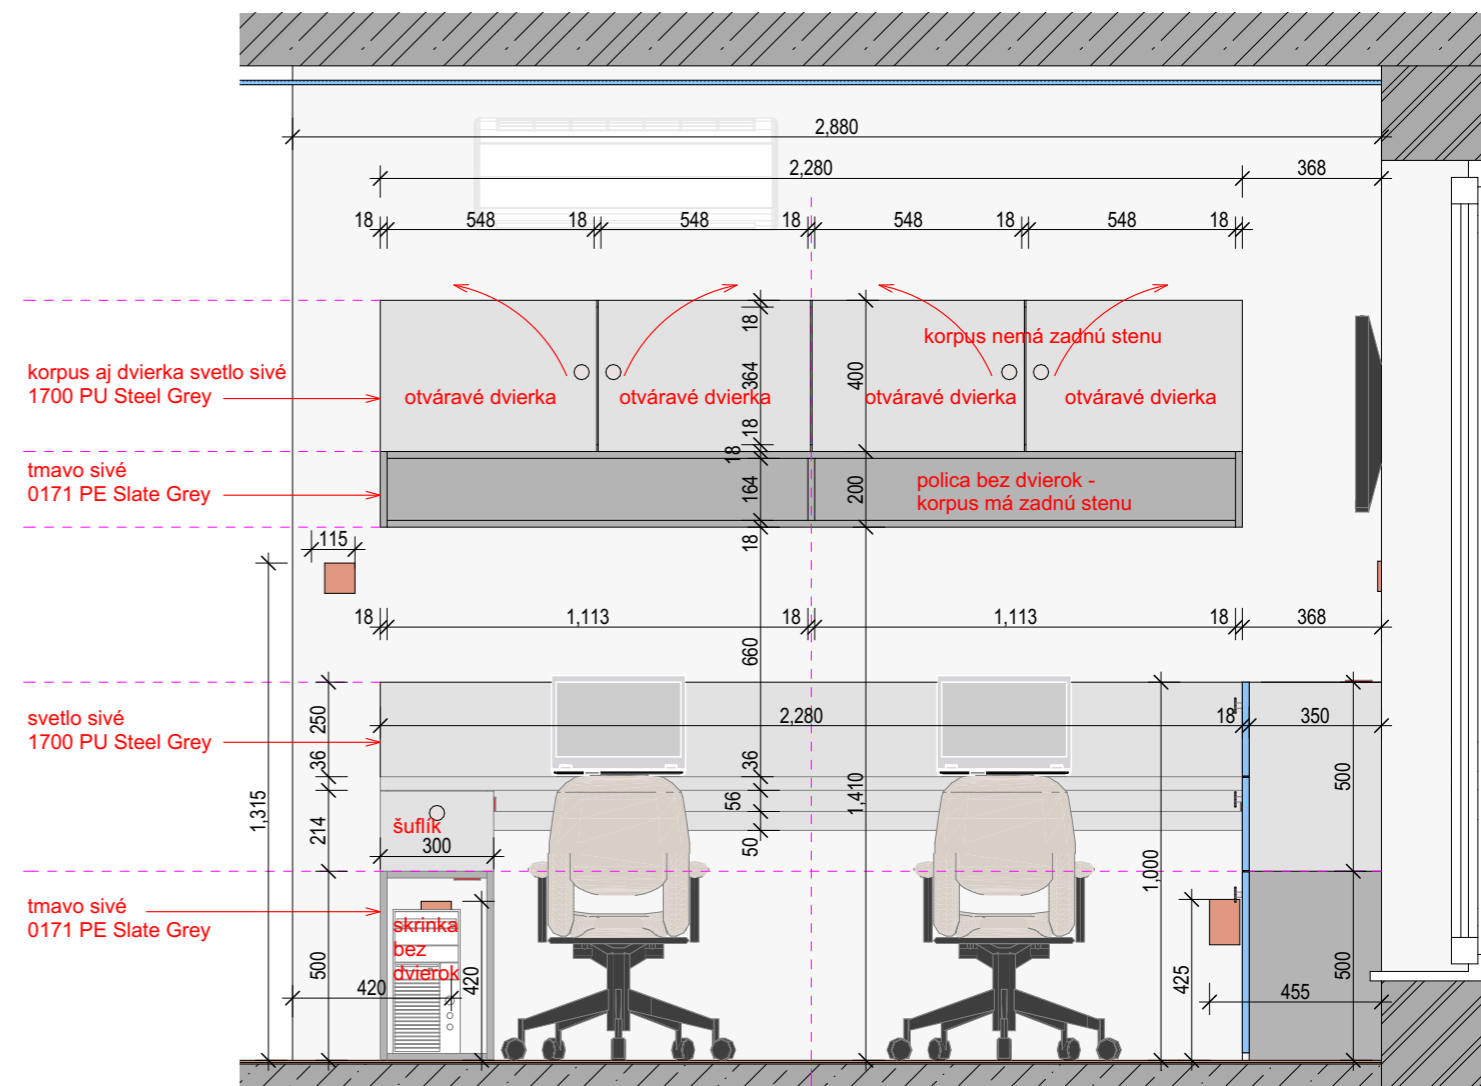 2,880
2,280
368
18
548
18
548
18
548
18
548
18
korpus aj dvierka svetlo sivé
1700 PU Steel Grey
18
364
18
400
korpus nemá zadnú stenu
otváravé dvierka
otváravé dvierka
otváravé dvierka
otváravé dvierka
tmavo sivé
0171 PE Slate Grey
18
164
18
200
polica bez dvierok -
korpus má zadnú stenu
115
1,315
18
1,113
18
1,113
18
368
660
svetlo sivé
1700 PU Steel Grey
250
36
214
500
2,280
18
350
36
56
50
1,410
1,000
500
500
šuflík
300
tmavo sivé
0171 PE Slate Grey
skrinka
bez
dvierok
420
420
425
455